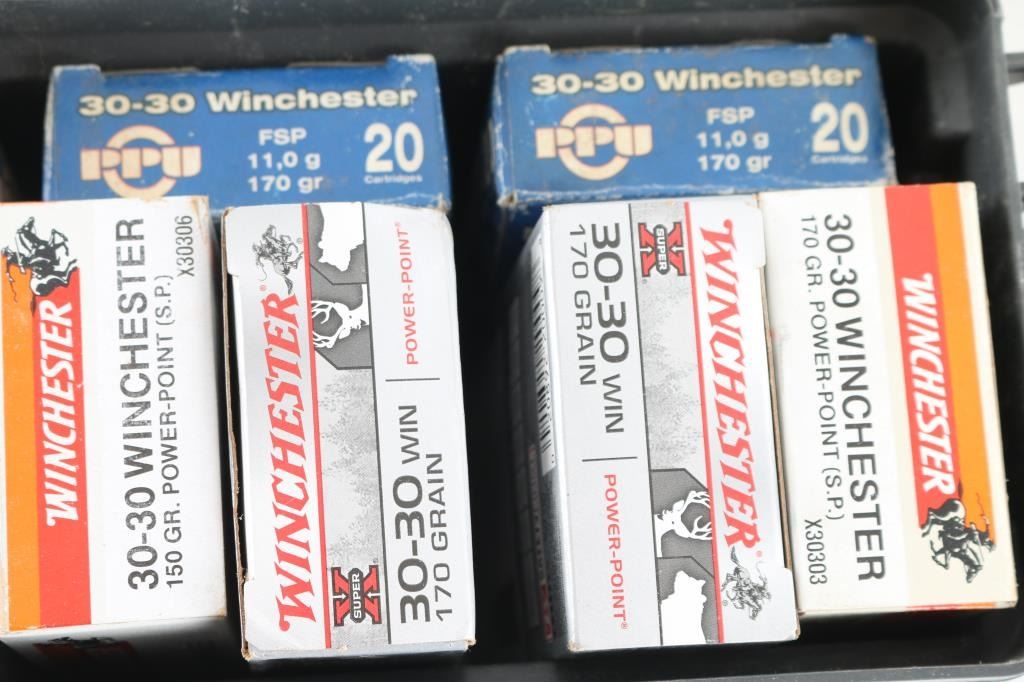 30-30 Winchester
PPU
FSP
11,0 g
170 gr
20
Cartridges
30-30 Winchester
PPU
FSP
11,0 g
170 gr
20
Cartridges
WINCHESTER
30-30 WINCHESTER
150 GR. POWER-POINT (S.P.)
X30306
WINCHESTER®
SUPER X
POWER-POINT®
30-30 WIN
170 GRAIN
30-30 WIN
170 GRAIN
POWER-POINT®
SUPER X
WINCHESTER®
30-30 WINCHESTER
170 GR. POWER-POINT (S.P.)
X30303
WINCHESTER